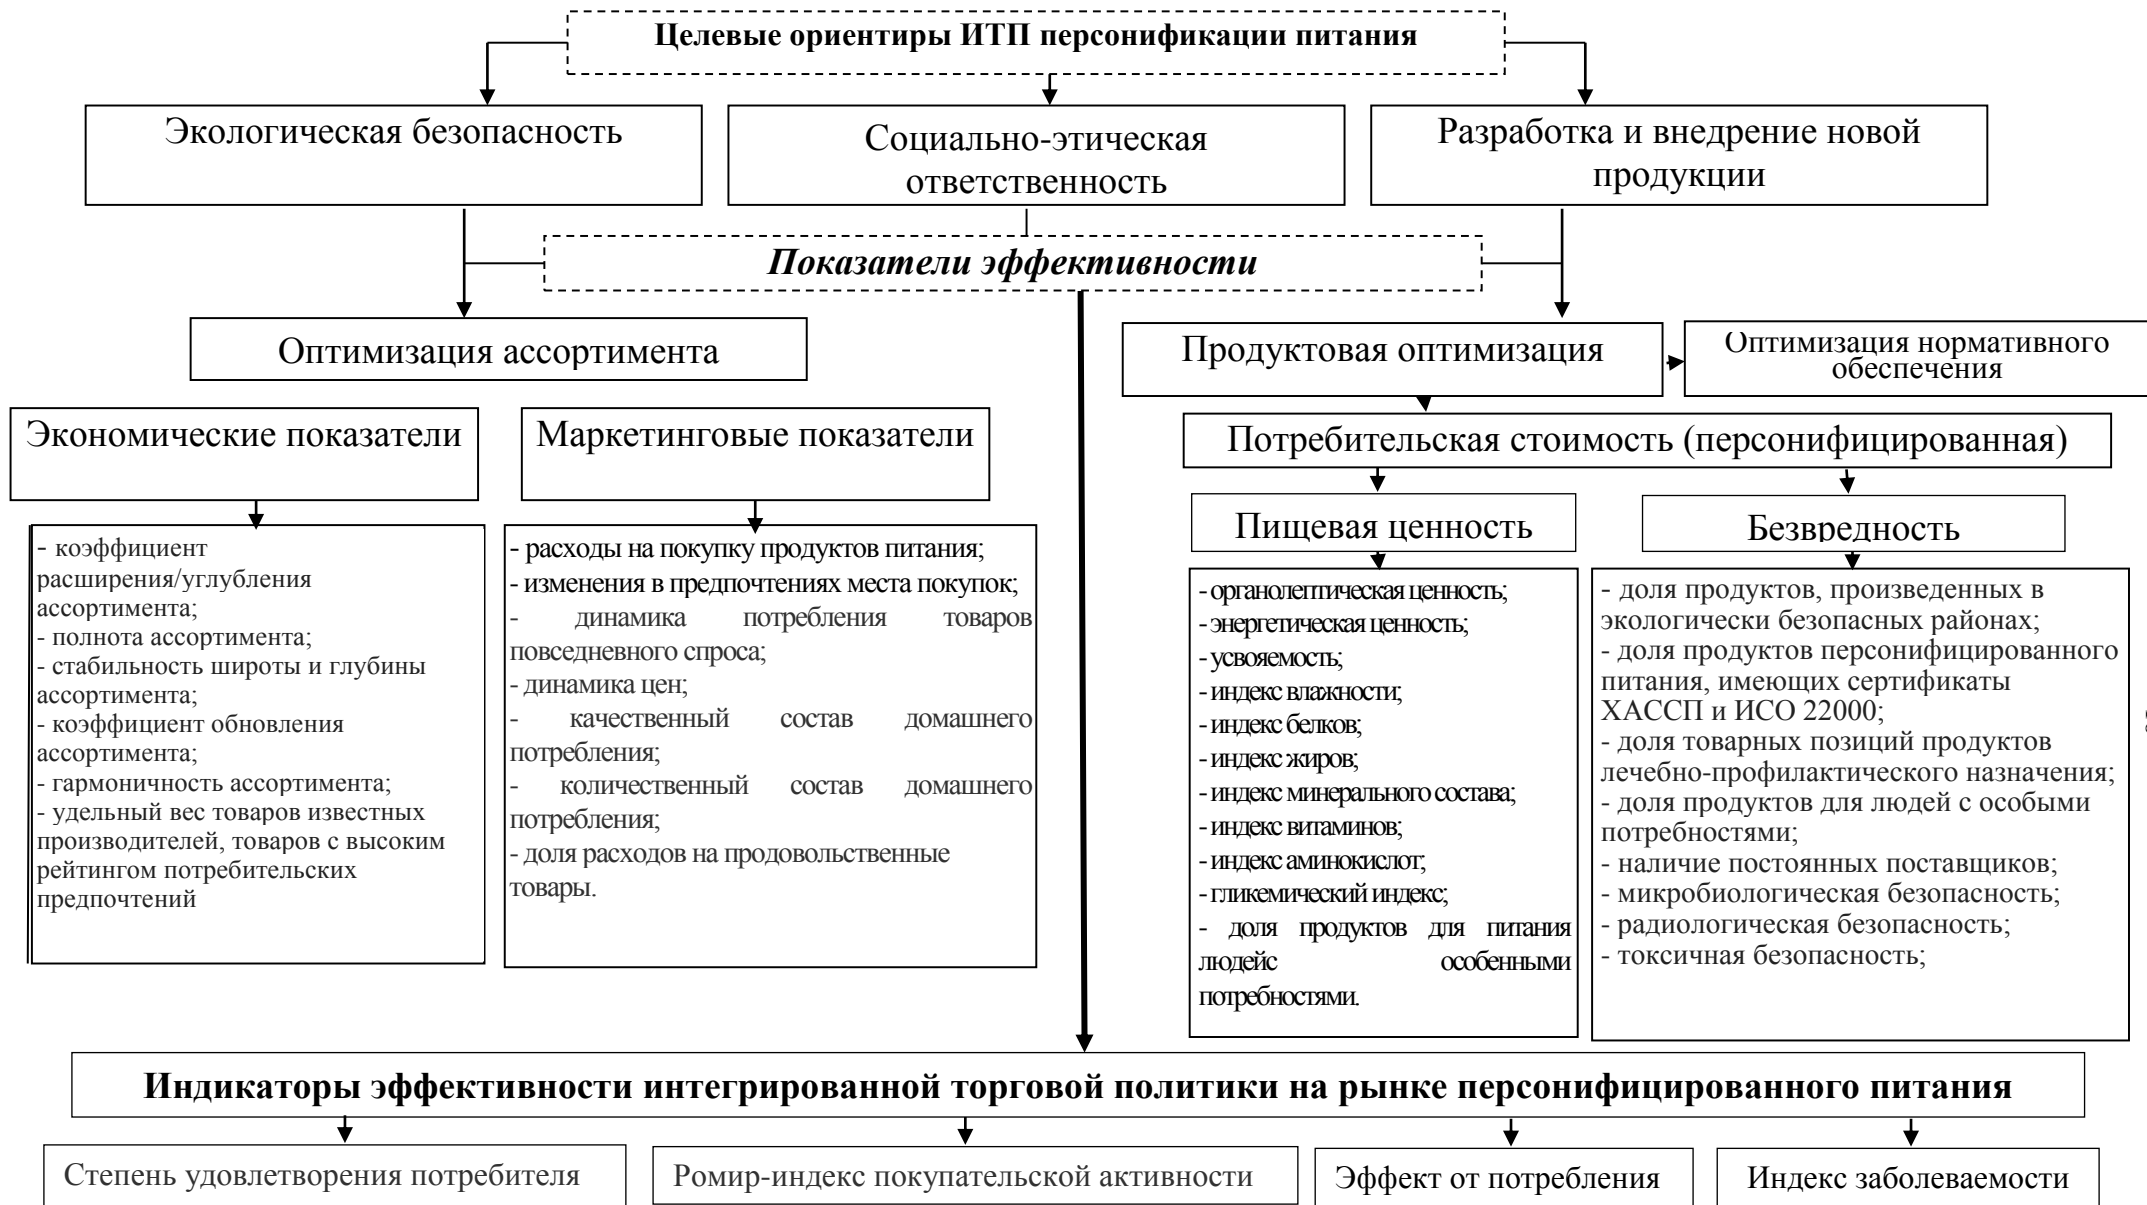 Целевые ориентиры ИТП персонификации питания
Экологическая безопасность
Социально-этическая
ответственность
Разработка и внедрение новой
продукции
Показатели эффективности
Оптимизация ассортимента
Продуктовая оптимизация
Оптимизация нормативного
обеспечения
Экономические показатели
Маркетинговые показатели
Потребительская стоимость (персонифицированная)
Пищевая ценность
Безвредность
- коэффициент
расширения/углубления
ассортимента;
- полнота ассортимента;
- стабильность широты и глубины
ассортимента;
- коэффициент обновления
ассортимента;
- гармоничность ассортимента;
- удельный вес товаров известных
производителей, товаров с высоким
рейтингом потребительских
предпочтений
- расходы на покупку продуктов питания;
- изменения в предпочтениях места покупок;
- динамика потребления товаров
повседневного спроса;
- динамика цен;
- качественный состав домашнего
потребления;
- количественный состав домашнего
потребления;
- доля расходов на продовольственные
товары.
- органолептическая ценность;
- энергетическая ценность;
- усвояемость;
- индекс влажности;
- индекс белков;
- индекс жиров;
- индекс минерального состава;
- индекс витаминов;
- индекс аминокислот;
- гликемический индекс;
- доля продуктов для питания
людейс особенными
потребностями.
- доля продуктов, произведенных в
экологически безопасных районах;
- доля продуктов персонифицированного
питания, имеющих сертификаты
ХАССП и ИСО 22000;
- доля товарных позиций продуктов
лечебно-профилактического назначения;
- доля продуктов для людей с особыми
потребностями;
- наличие постоянных поставщиков;
- микробиологическая безопасность;
- радиологическая безопасность;
- токсичная безопасность;
Индикаторы эффективности интегрированной торговой политики на рынке персонифицированного питания
Степень удовлетворения потребителя
Ромир-индекс покупательской активности
Эффект от потребления
Индекс заболеваемости